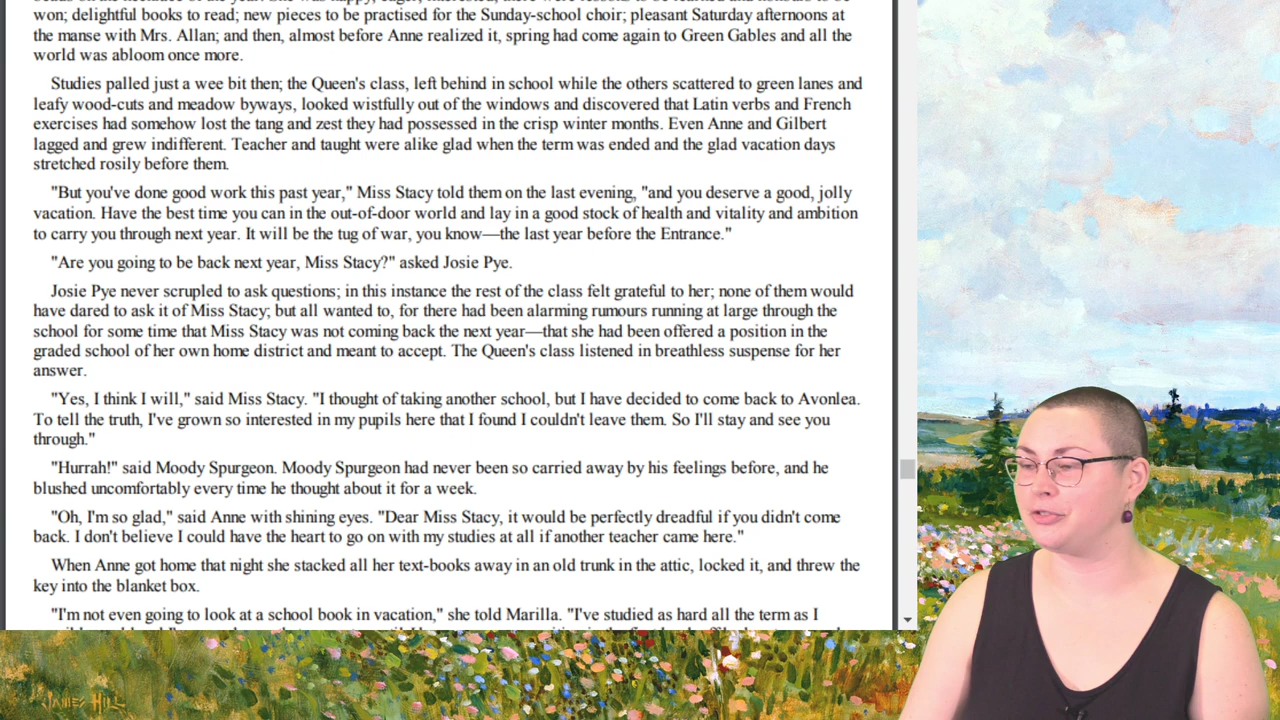 won; delightful books to read; new pieces to be practised for the Sunday-school choir; pleasant Saturday afternoons at
the manse with Mrs. Allan; and then, almost before Anne realized it, spring had come again to Green Gables and all the
world was abloom once more.
Studies palled just a wee bit then; the Queen's class, left behind in school while the others scattered to green lanes and
leafy wood-cuts and meadow byways, looked wistfully out of the windows and discovered that Latin verbs and French
exercises had somehow lost the tang and zest they had possessed in the crisp winter months. Even Anne and Gilbert
lagged and grew indifferent. Teacher and taught were alike glad when the term was ended and the glad vacation days
stretched rosily before them.
"But you've done good work this past year," Miss Stacy told them on the last evening, "and you deserve a good, jolly
vacation. Have the best time you can in the out-of-door world and lay in a good stock of health and vitality and ambition
to carry you through next year. It will be the tug of war, you know—the last year before the Entrance."
"Are you going to be back next year, Miss Stacy?" asked Josie Pye.
Josie Pye never scrupled to ask questions; in this instance the rest of the class felt grateful to her; none of them would
have dared to ask it of Miss Stacy; but all wanted to, for there had been alarming rumours running at large through the
school for some time that Miss Stacy was not coming back the next year—that she had been offered a position in the
graded school of her own home district and meant to accept. The Queen's class listened in breathless suspense for her
answer.
"Yes, I think I will," said Miss Stacy. "I thought of taking another school, but I have decided to come back to Avonlea.
To tell the truth, I've grown so interested in my pupils here that I found I couldn't leave them. So I'll stay and see you
through."
"Hurrah!" said Moody Spurgeon. Moody Spurgeon had never been so carried away by his feelings before, and he
blushed uncomfortably every time he thought about it for a week.
"Oh, I'm so glad," said Anne with shining eyes. "Dear Miss Stacy, it would be perfectly dreadful if you didn't come
back. I don't believe I could have the heart to go on with my studies at all if another teacher came here."
When Anne got home that night she stacked all her text-books away in an old trunk in the attic, locked it, and threw the
key into the blanket box.
"I'm not even going to look at a school book in vacation," she told Marilla. "I've studied as hard all the term as I
JAMES HILL